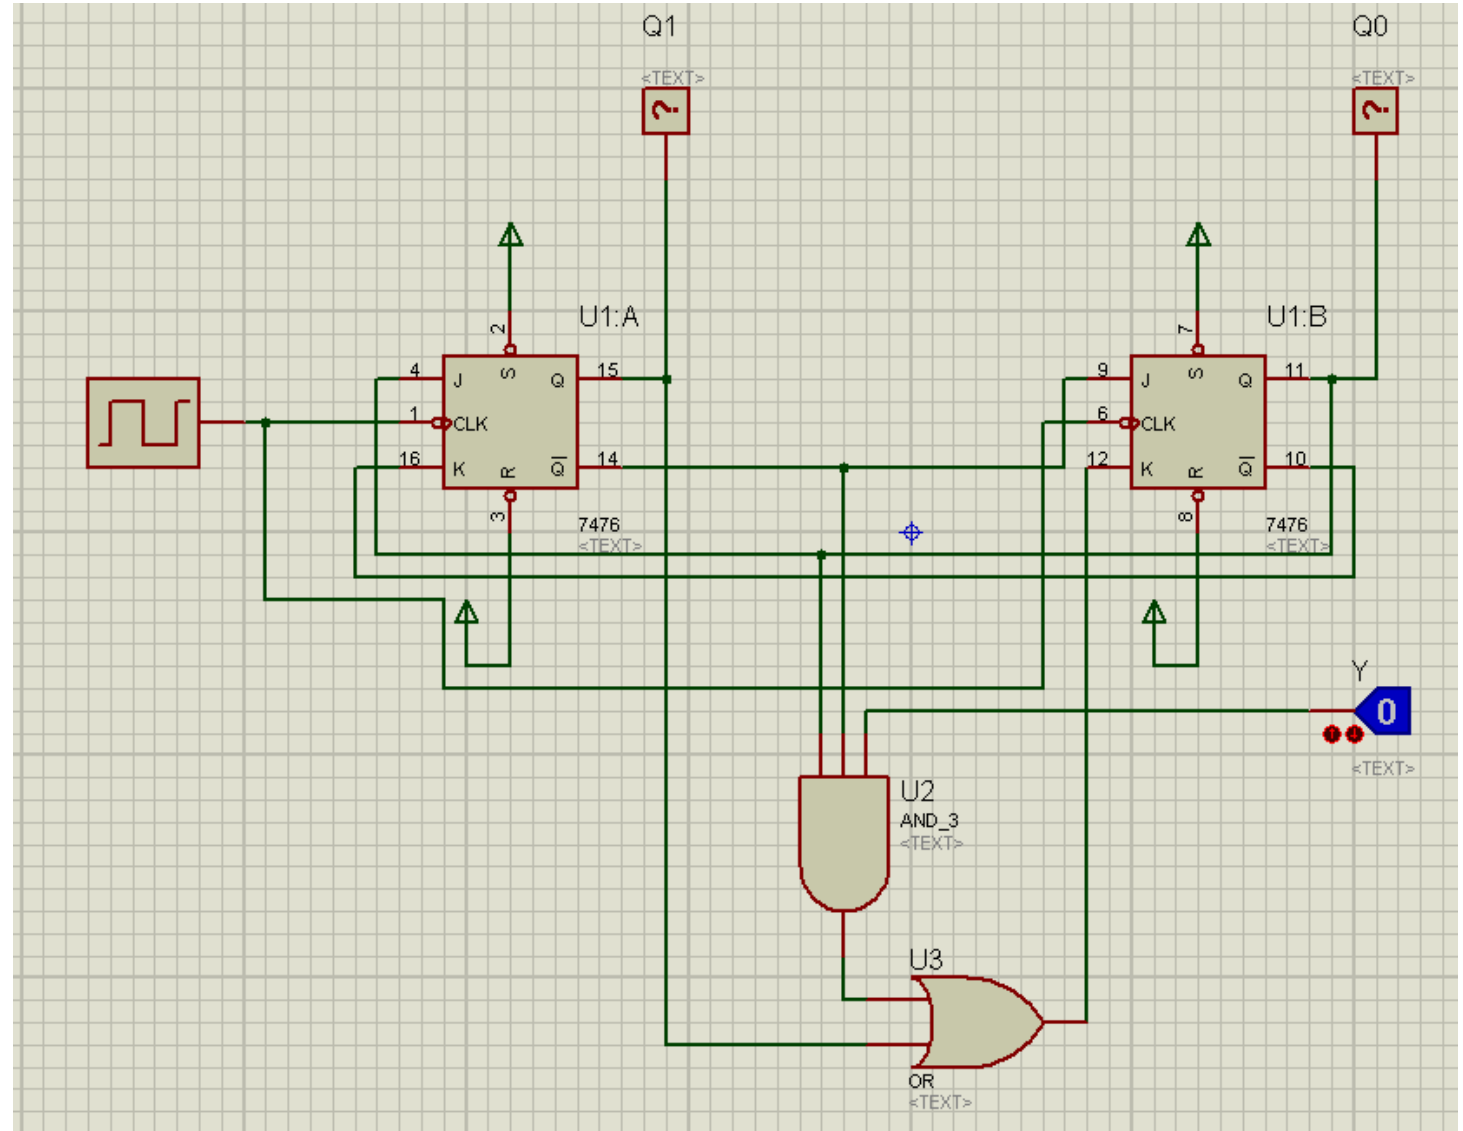 Q1
Q0
<TEXT>
<TEXT>
?
?
U1:A
U1:B
2
7
4
J
S
Q
15
9
J
S
Q
11
1
CLK
6
CLK
16
K
R
Q
14
12
K
R
Q
10
3
7476
<TEXT>
8
7476
<TEXT>
Y
0
<TEXT>
U2
AND_3
<TEXT>
U3
OR
<TEXT>